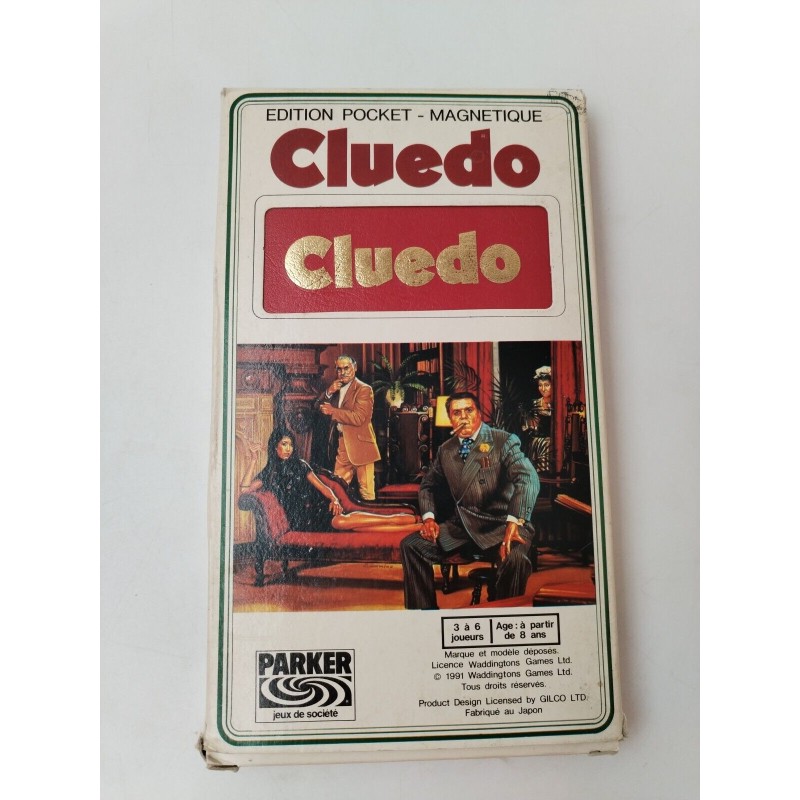 EDITION POCKET - MAGNETIQUE
Cluedo
Cluedo
3 à 6
joueurs
Age : à partir
de 8 ans
Marque et modèle déposés.
Licence Waddingtons Games Ltd.
© 1991 Waddingtons Games Ltd.
Tous droits réservés.
Product Design Licensed by GILCO LTD.
Fabriqué au Japon
PARKER
jeux de société